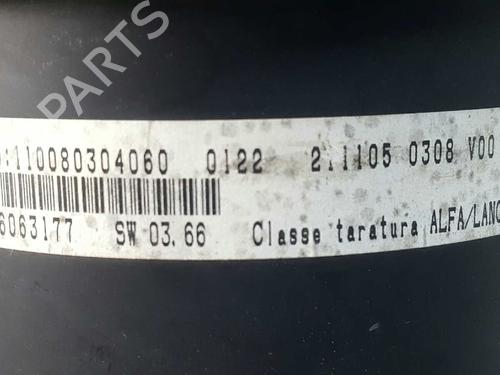 PARTS
:110080304060 0122 2.1105 0308 V00
6063177 SW 03.66 Classe taratura ALFA/LANC